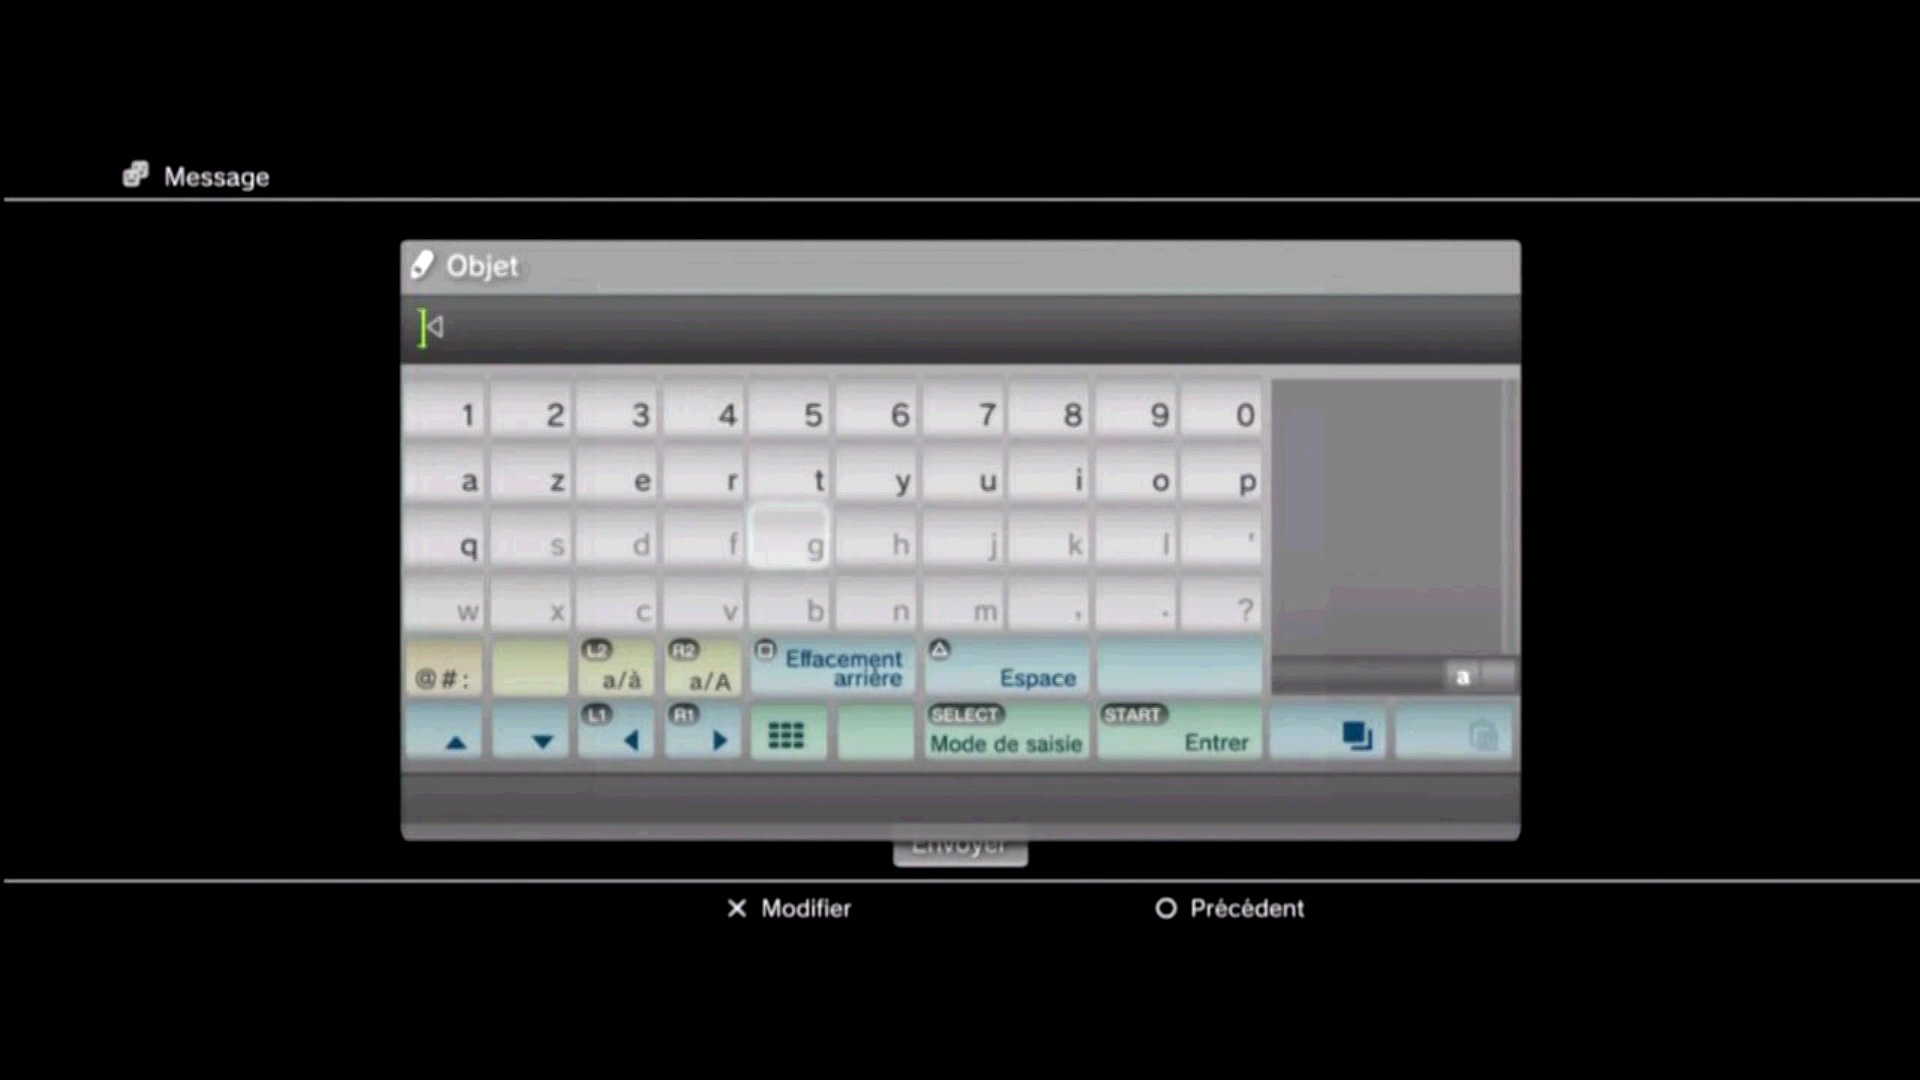 Message
Objet
1 2 3 4 5 6 7 8 9 0
a z e r t y u i o p
q s d f g h j k l '
w x c v b n m , . ?
@#: L2 a/à R2 a/A Effacement arrière Espace
a
L1 R1 SELECT Mode de saisie START Entrer
Envoyer
Modifier Précédent